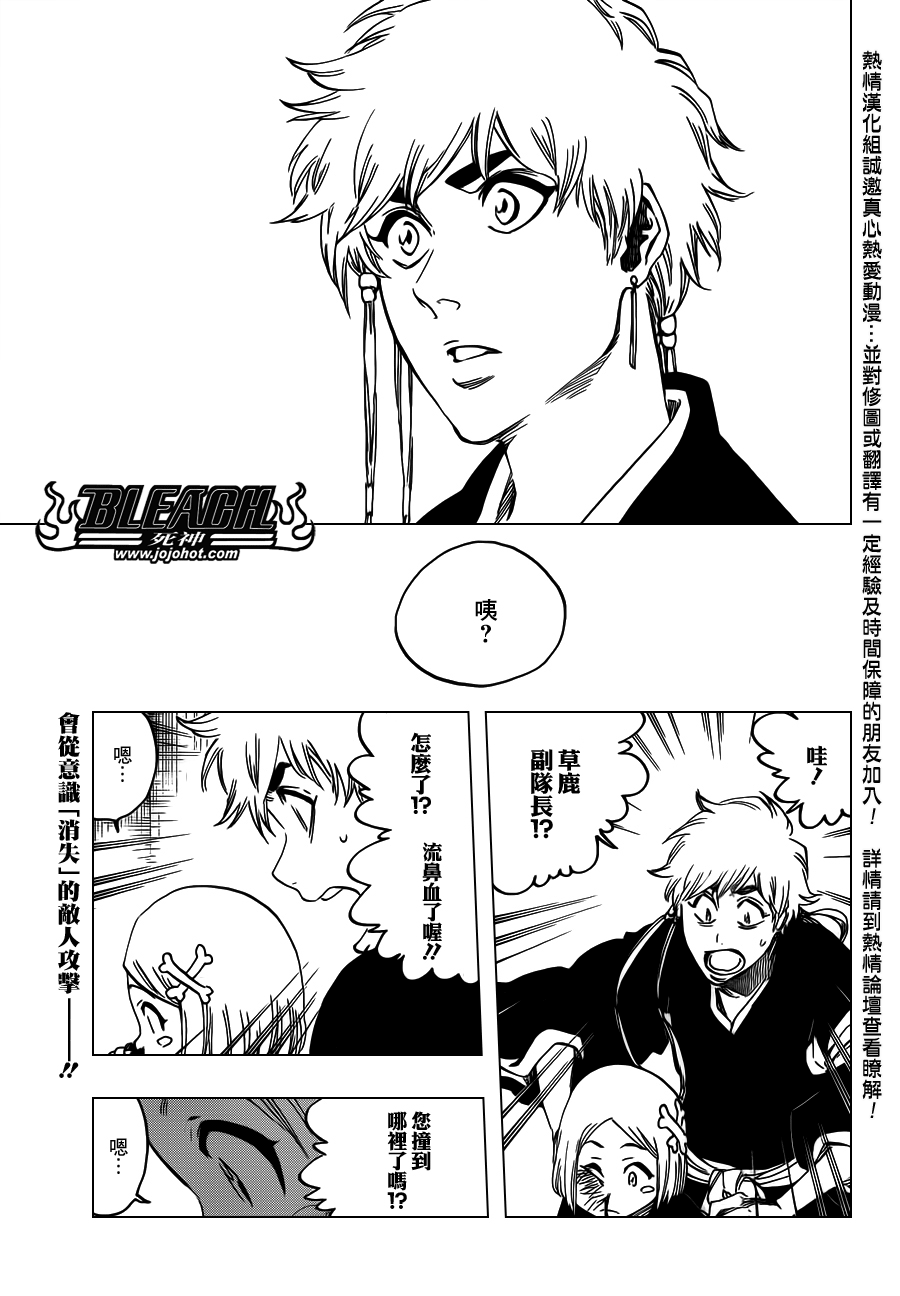 熱情漢化組誠邀真心熱愛動漫…並對修圖或翻譯有一定經驗及時間保障的朋友加入！ 詳情請到熱情論壇查看瞭解！
BLEACH
死神
www.jojohot.com
咦？
哇！
草鹿
副隊長!?
怎麼了!?
流鼻血了喔!!
嗯…
您撞到
哪裡了嗎!?
嗯…
會從意識「消失」的敵人攻擊——!!